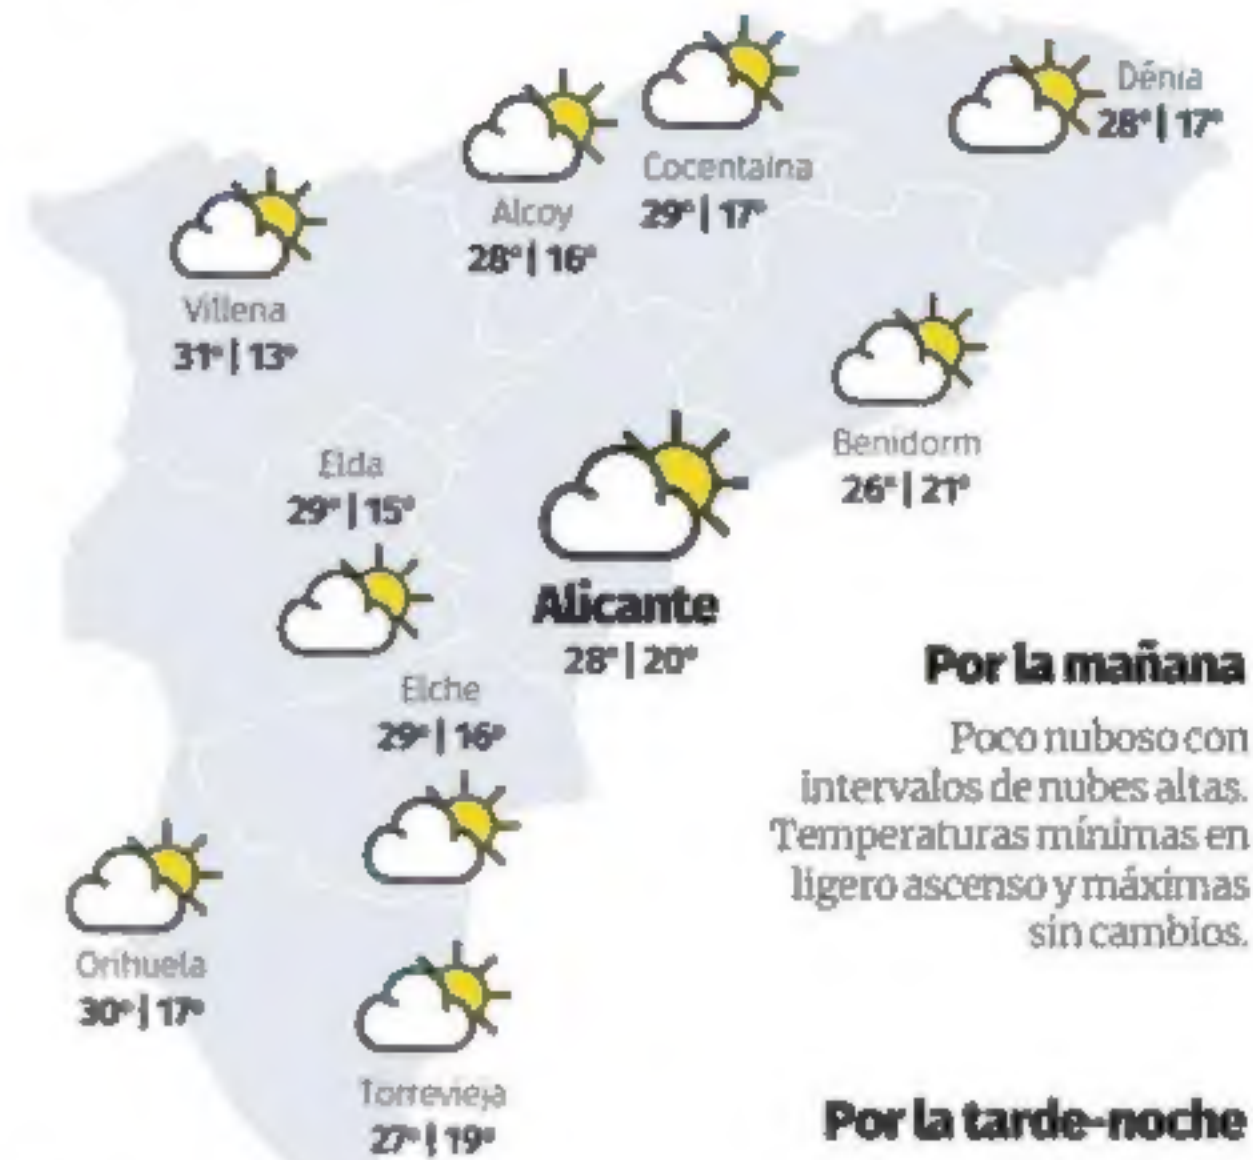 Dénia
28° | 17°
Cocentaina
29° | 17°
Alcoy
28° | 16°
Villena
31° | 13°
Benidorm
26° | 21°
Elda
29° | 15°
Alicante
28° | 20°
Elche
29° | 16°
Orihuela
30° | 17°
Torrevieja
27° | 19°
Por la mañana
Poco nuboso con
intervalos de nubes altas.
Temperaturas mínimas en
ligero ascenso y máximas
sin cambios.
Por la tarde-noche